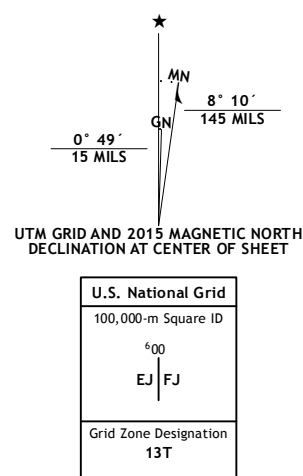 ★
MN
GN
8° 10´
145 MILS
0° 49´
15 MILS
UTM GRID AND 2015 MAGNETIC NORTH
DECLINATION AT CENTER OF SHEET
U.S. National Grid
100,000-m Square ID
⁶00
EJ FJ
Grid Zone Designation
13T